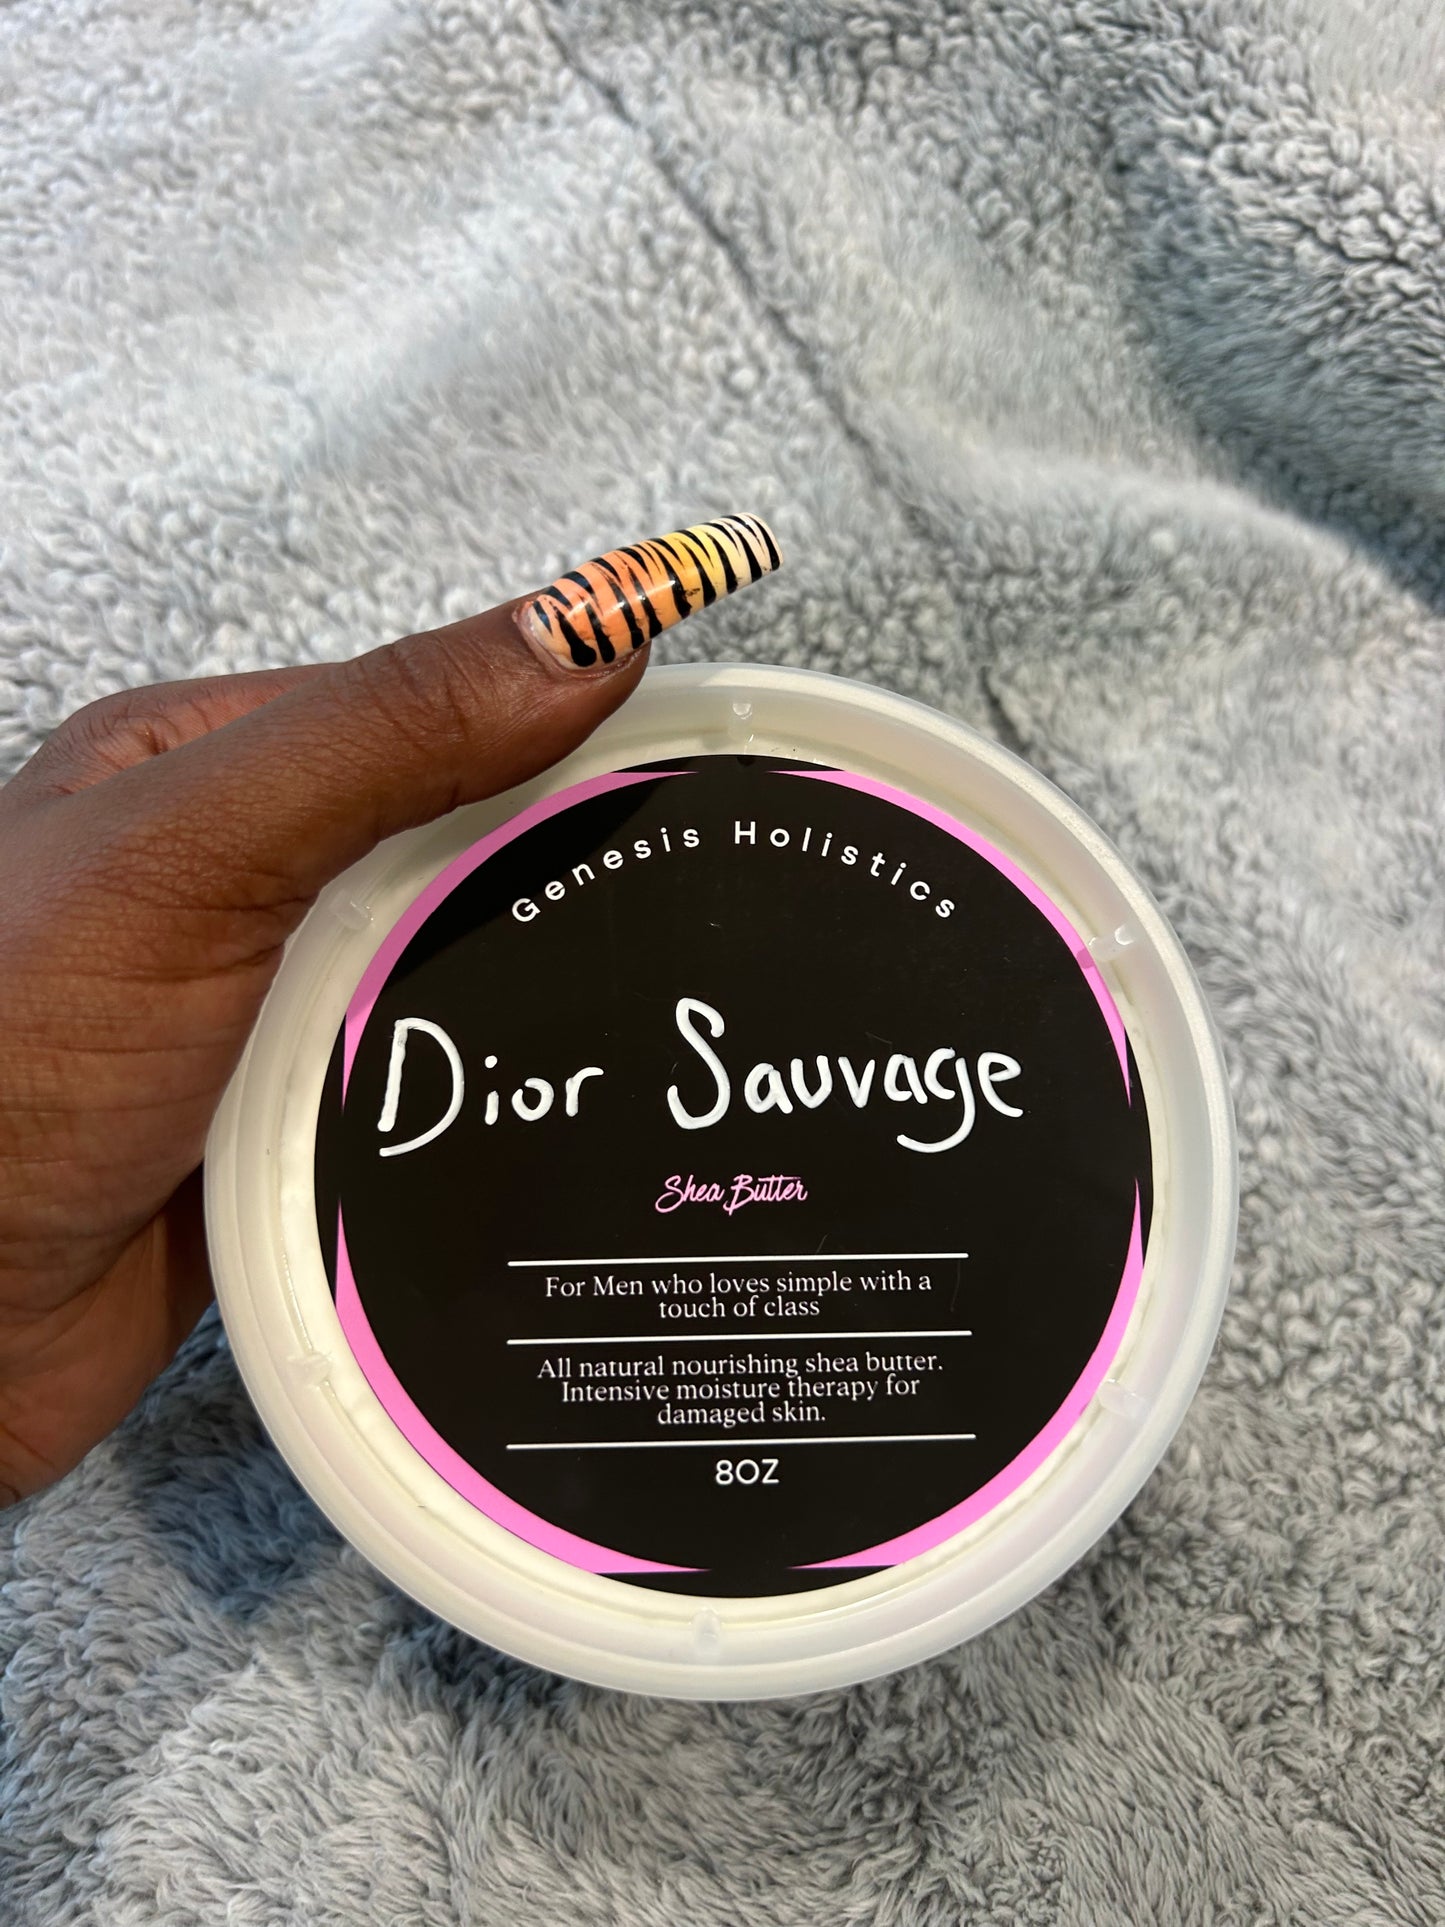 Genesis Holistics
Dior Sauvage
Shea Butter
For Men who loves simple with a
touch of class
All natural nourishing shea butter.
Intensive moisture therapy for
damaged skin.
8OZ